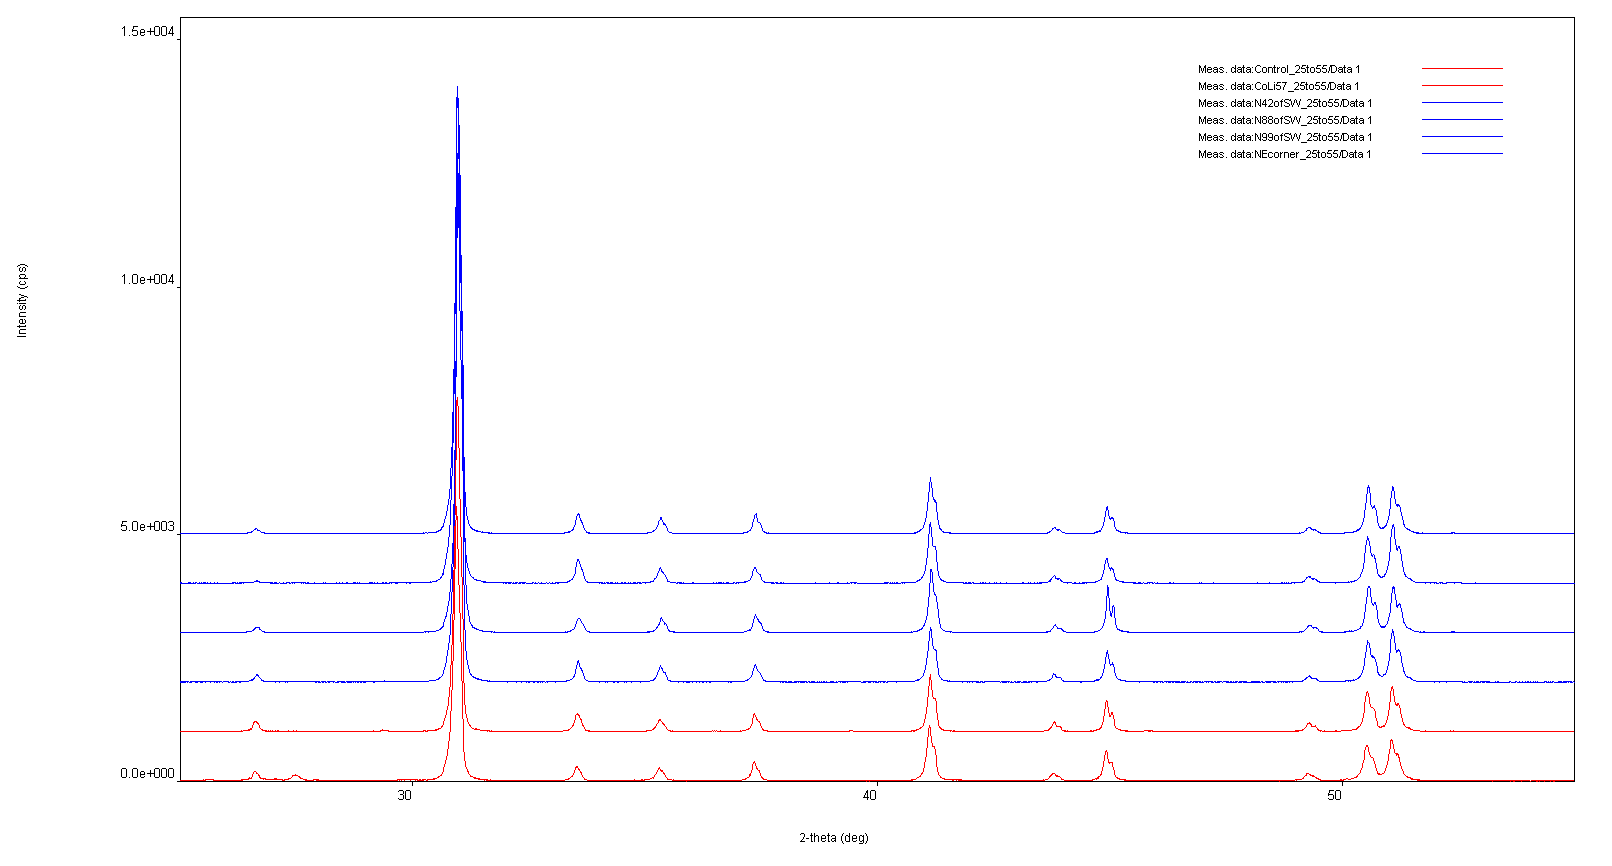 1.5e+004
Meas. data:Control_25to55/Data 1
Meas. data:CoLi57_25to55/Data 1
Meas. data:N42ofSW_25to55/Data 1
Meas. data:N88ofSW_25to55/Data 1
Meas. data:N99ofSW_25to55/Data 1
Meas. data:NEcorner_25to55/Data 1
Intensity (cps)
1.0e+004
5.0e+003
0.0e+000
30
40
50
2-theta (deg)